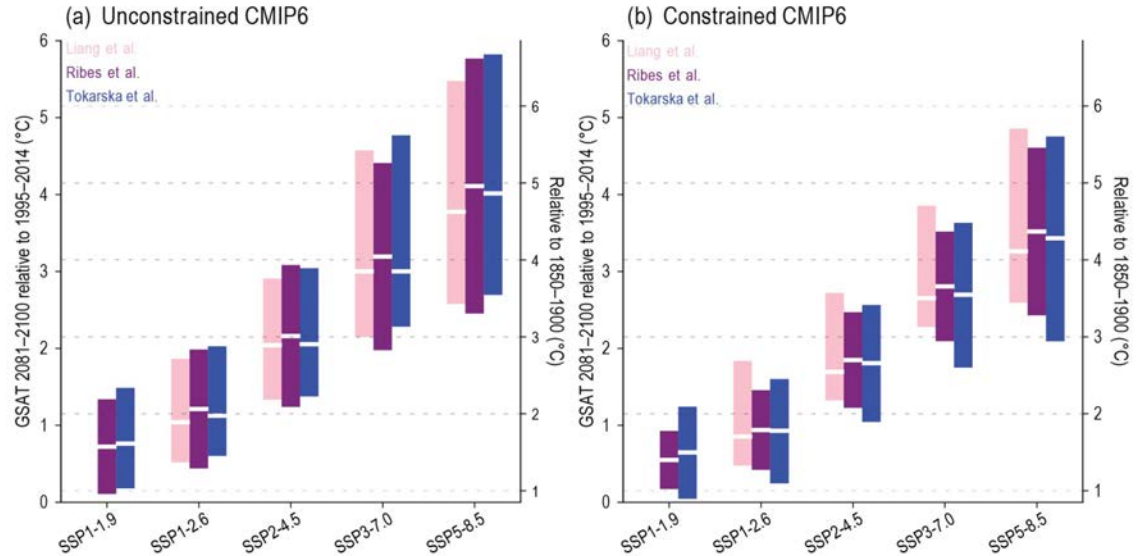 (a) Unconstrained CMIP6
GSAT 2081–2100 relative to 1995–2014 (°C)
6
5
4
3
2
1
0
Liang et al.
Ribes et al.
Tokarska et al.
6
5
4
3
2
1
Relative to 1850–1900 (°C)
SSP1-1.9
SSP1-2.6
SSP2-4.5
SSP3-7.0
SSP5-8.5
(b) Constrained CMIP6
GSAT 2081–2100 relative to 1995–2014 (°C)
6
5
4
3
2
1
0
Liang et al.
Ribes et al.
Tokarska et al.
6
5
4
3
2
1
Relative to 1850–1900 (°C)
SSP1-1.9
SSP1-2.6
SSP2-4.5
SSP3-7.0
SSP5-8.5